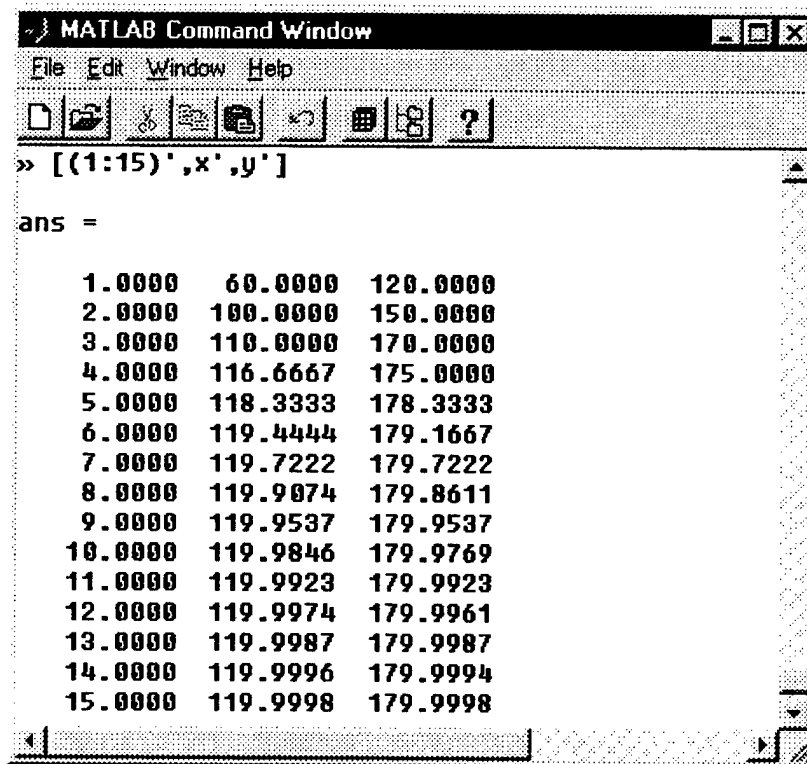 MATLAB Command Window
File Edit Window Help
?
» [(1:15)',x',y']
ans =
1.0000 60.0000 120.0000
2.0000 100.0000 150.0000
3.0000 110.0000 170.0000
4.0000 116.6667 175.0000
5.0000 118.3333 178.3333
6.0000 119.4444 179.1667
7.0000 119.7222 179.7222
8.0000 119.9074 179.8611
9.0000 119.9537 179.9537
10.0000 119.9846 179.9769
11.0000 119.9923 179.9923
12.0000 119.9974 179.9961
13.0000 119.9987 179.9987
14.0000 119.9996 179.9994
15.0000 119.9998 179.9998